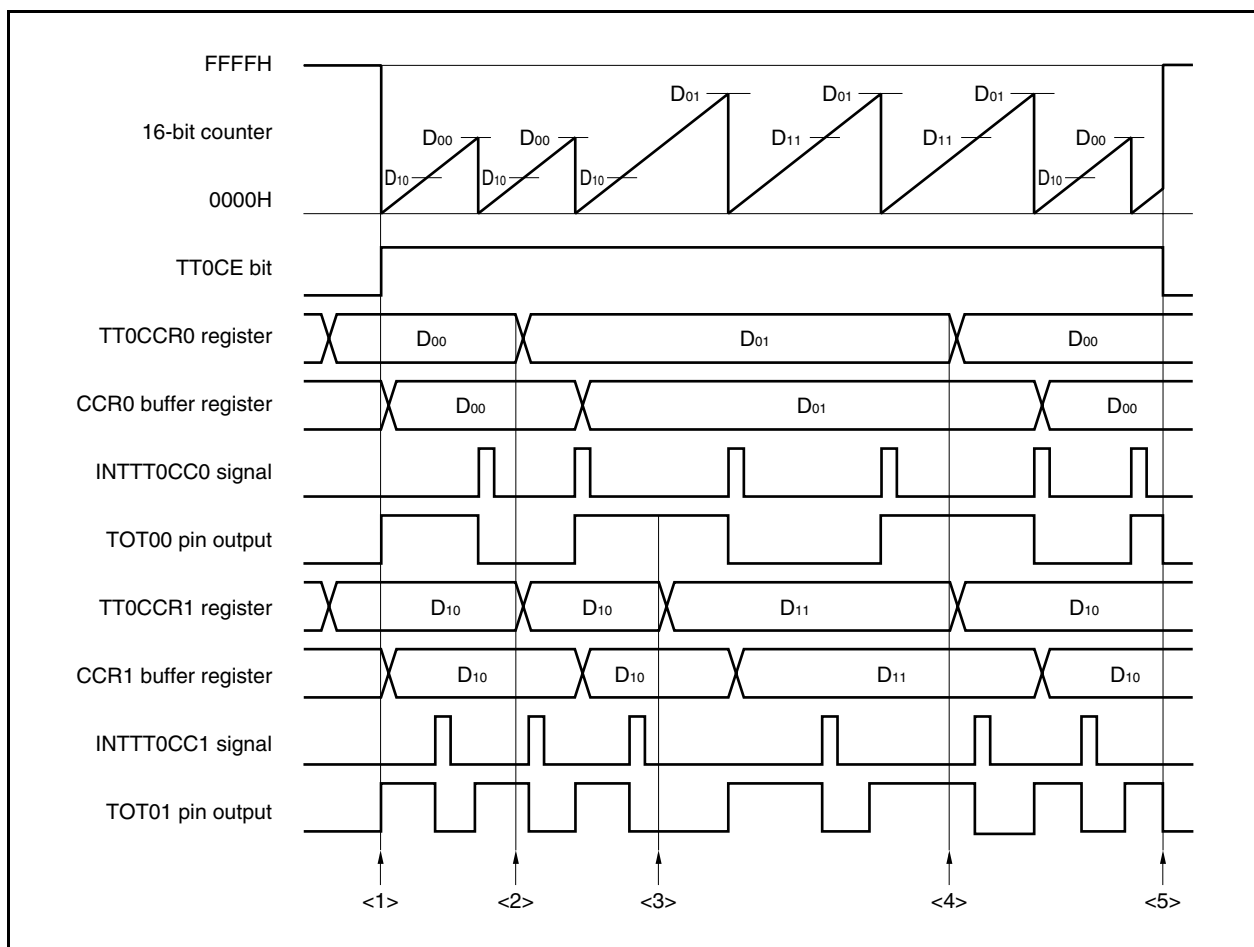 FFFFH
D01 D01 D01
16-bit counter
D00 D00 D11 D11 D00
D10 D10 D10 D10
0000H
TT0CE bit
TT0CCR0 register
D00 D01 D00
CCR0 buffer register
D00 D01 D00
INTTT0CC0 signal
TOT00 pin output
TT0CCR1 register
D10 D10 D11 D10
CCR1 buffer register
D10 D10 D11 D10
INTTT0CC1 signal
TOT01 pin output
<1> <2> <3> <4> <5>